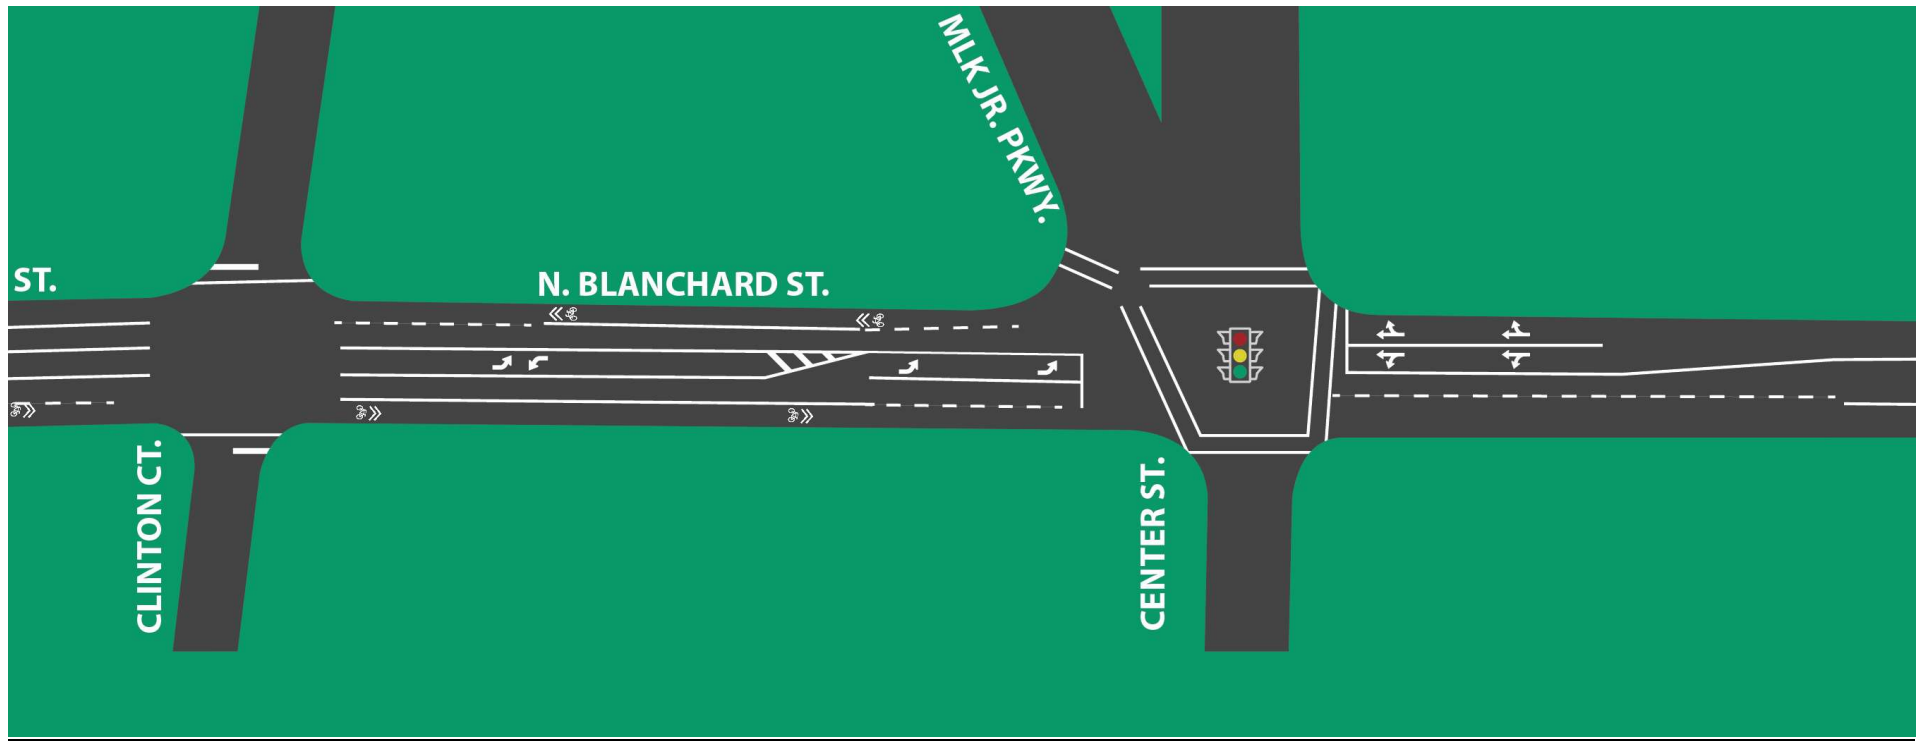 MLK JR. PKWY.
ST.
N. BLANCHARD ST.
CLINTON CT.
CENTER ST.